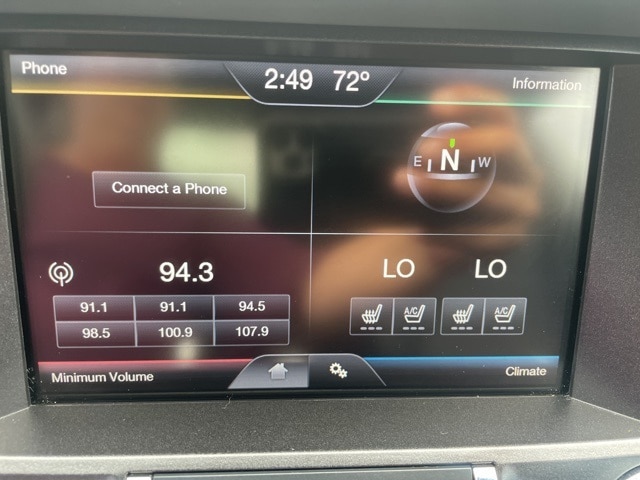 Phone
2:49 72°
Information
E N W
Connect a Phone
94.3
LO LO
91.1 91.1 94.5
98.5 100.9 107.9
A/C A/C
Minimum Volume
Climate